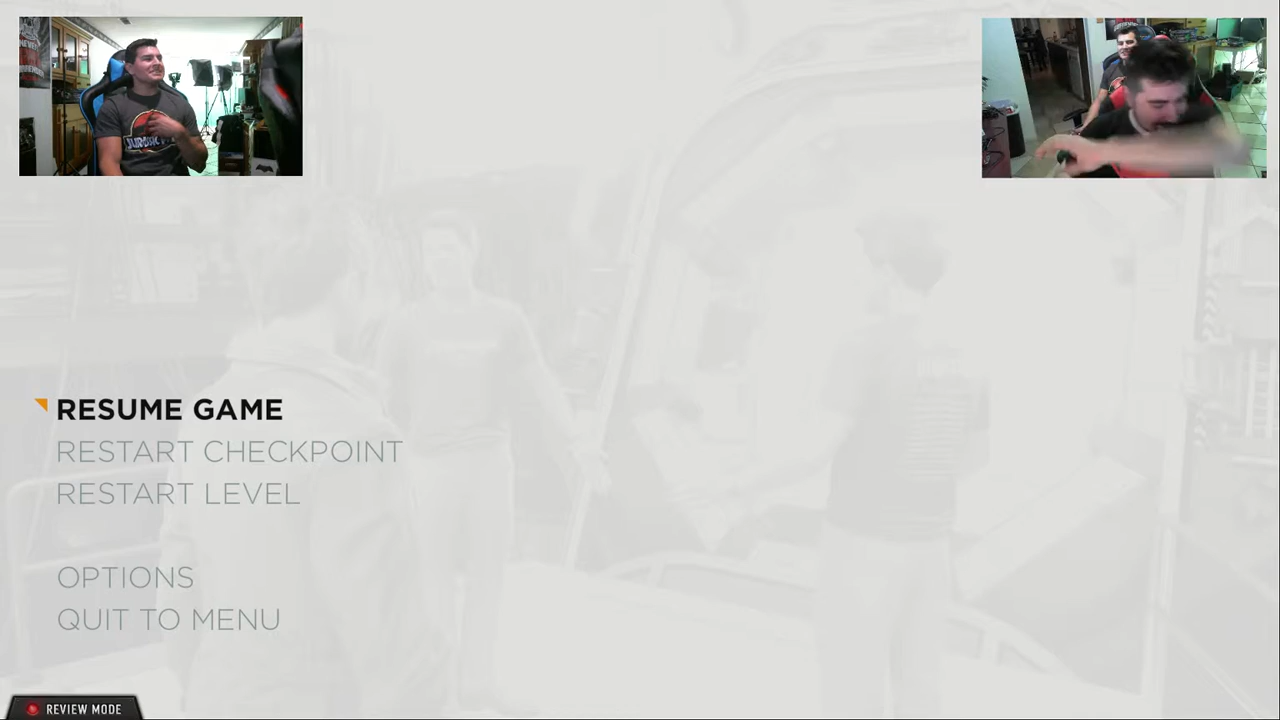 RESUME GAME
RESTART CHECKPOINT
RESTART LEVEL
OPTIONS
QUIT TO MENU
REVIEW MODE